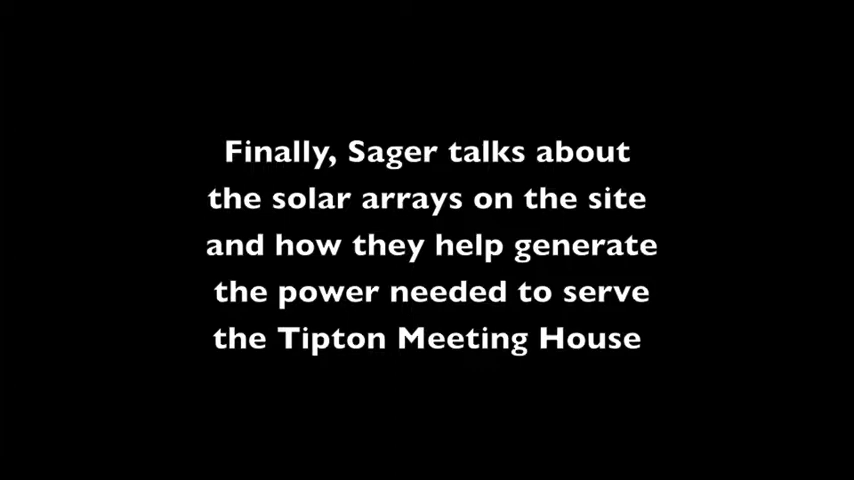 Finally, Sager talks about
the solar arrays on the site
and how they help generate
the power needed to serve
the Tipton Meeting House